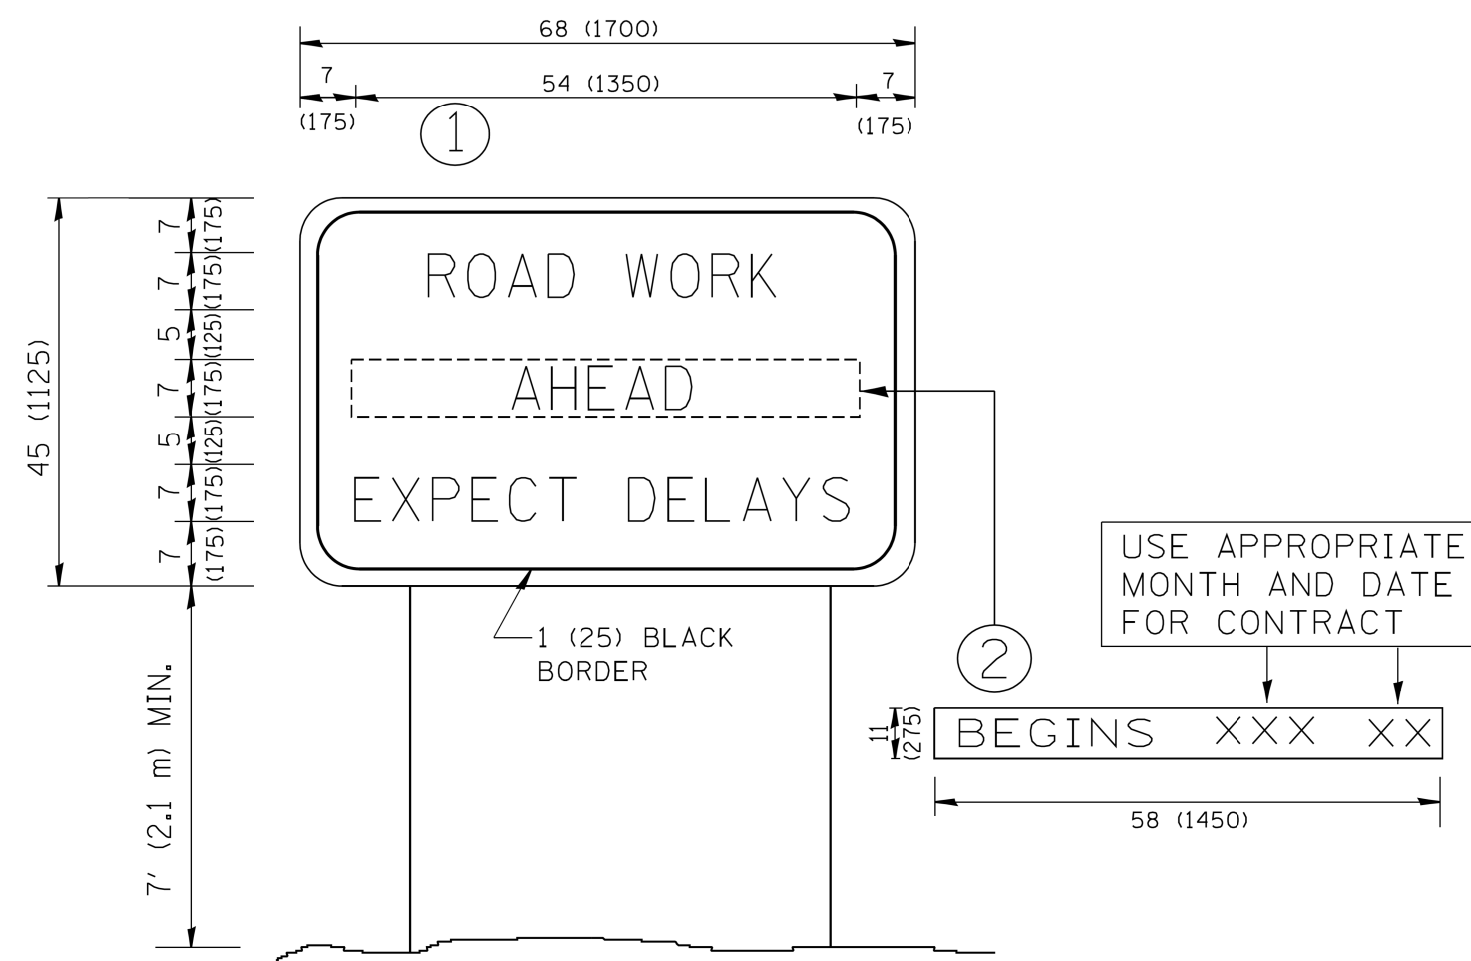 68 (1700)
7
54 (1350)
7
(175)
(175)
1
45 (1125)
7
(175)
7
(175)
5
(125)
7
(175)
5
(125)
7
(175)
7
(175)
ROAD WORK
AHEAD
EXPECT DELAYS
1 (25) BLACK
BORDER
7' (2.1 m) MIN.
USE APPROPRIATE
MONTH AND DATE
FOR CONTRACT
2
11
(275)
BEGINS XXX XX
58 (1450)